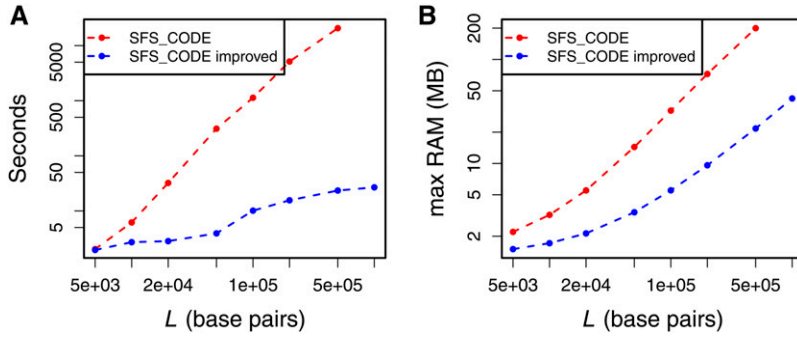 A
SFS_CODE
SFS_CODE improved
Seconds
5000
500
50
5
5e+03
2e+04
1e+05
5e+05
L (base pairs)
B
SFS_CODE
SFS_CODE improved
max RAM (MB)
200
50
20
10
5
2
5e+03
2e+04
1e+05
5e+05
L (base pairs)